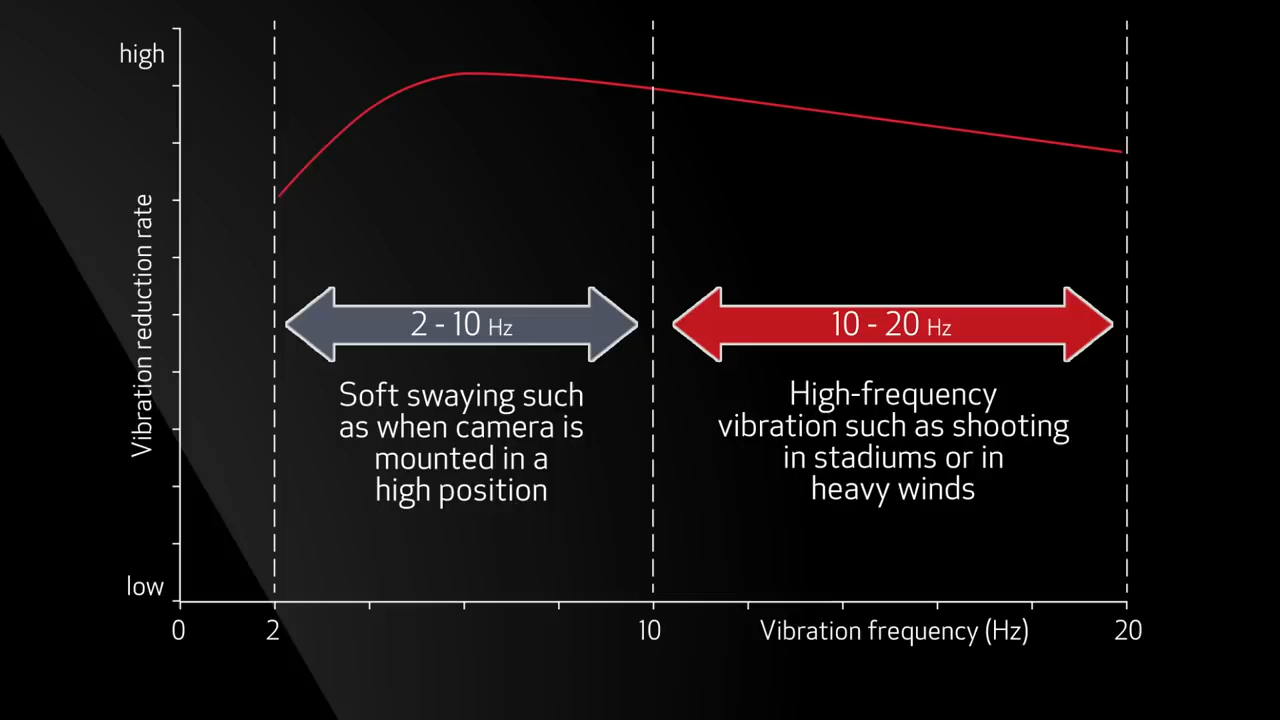 high
Vibration reduction rate
low
2 - 10 Hz
Soft swaying such
as when camera is
mounted in a
high position
10 - 20 Hz
High-frequency
vibration such as shooting
in stadiums or in
heavy winds
0
2
10
Vibration frequency (Hz)
20